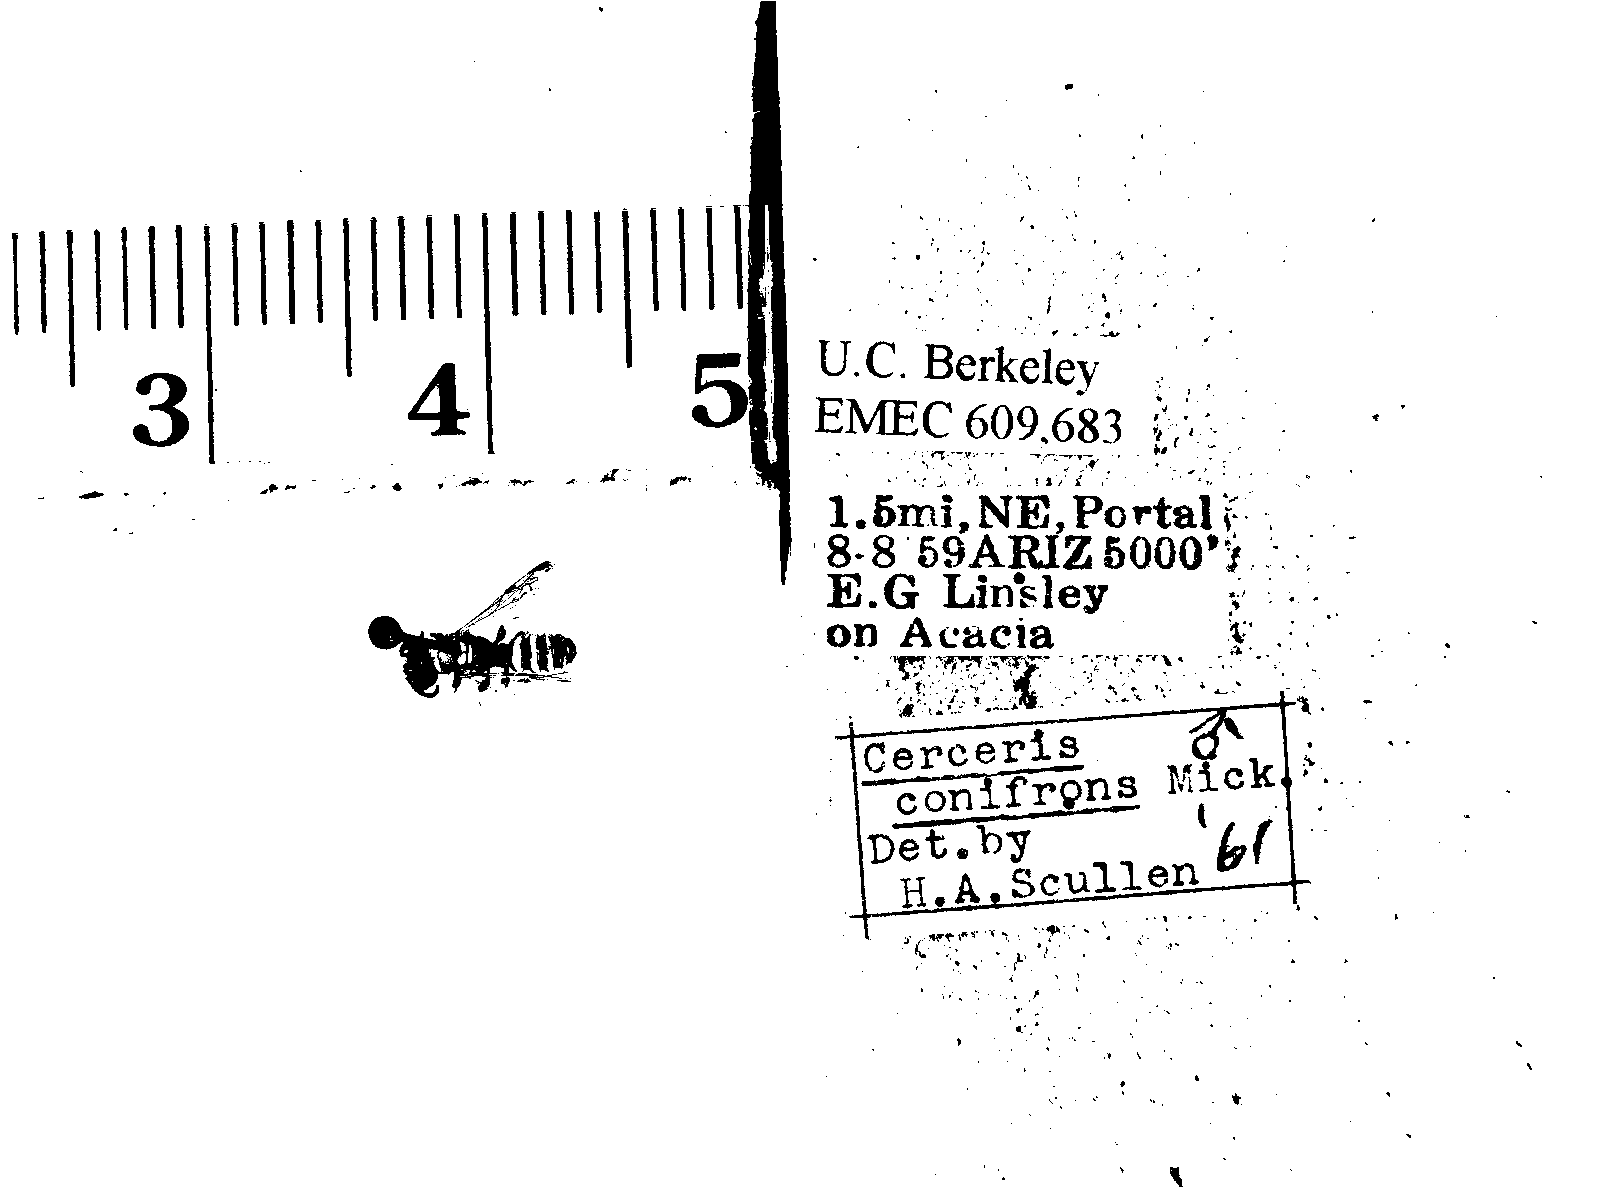 3 4 5
U.C. Berkeley
EMEC 609,683
1.5mi, NE, Portal
8-8 59 ARIZ 5000'
E.G Linsley
on Acacia
Cerceris ♂
conifrons Mick.
Det. by
H.A. Scullen 61